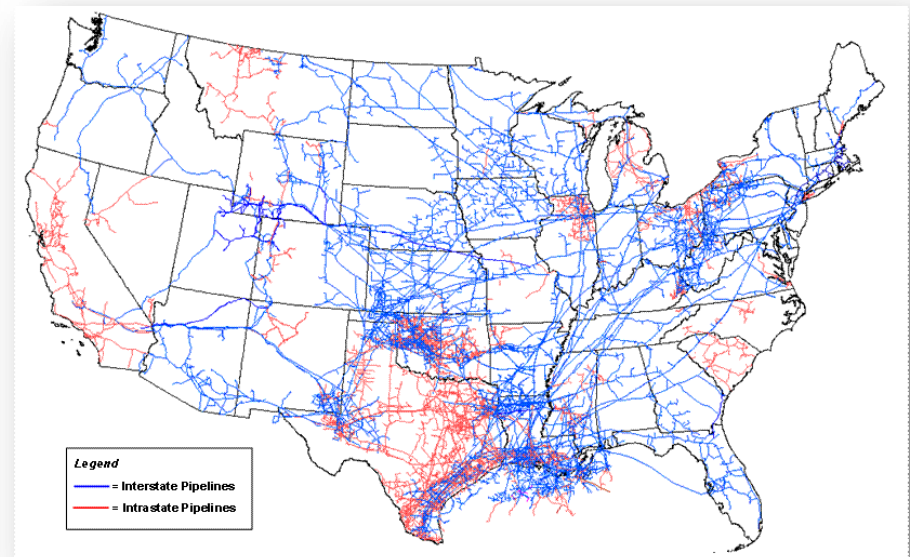 Legend
= Interstate Pipelines
= Intrastate Pipelines